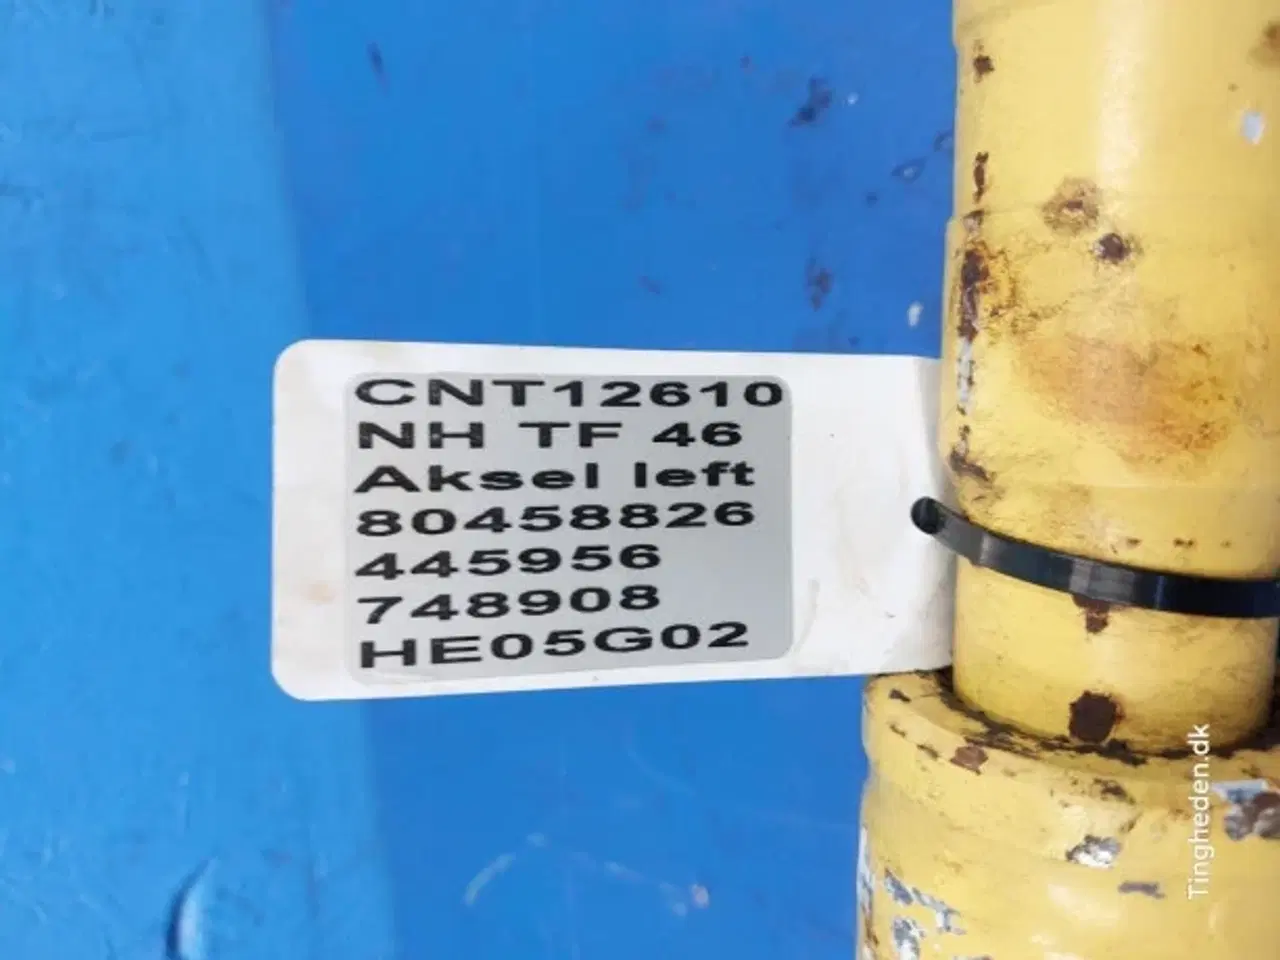 CNT12610
NH TF 46
Aksel left
80458826
445956
748908
HE05G02
Tingheden.dk